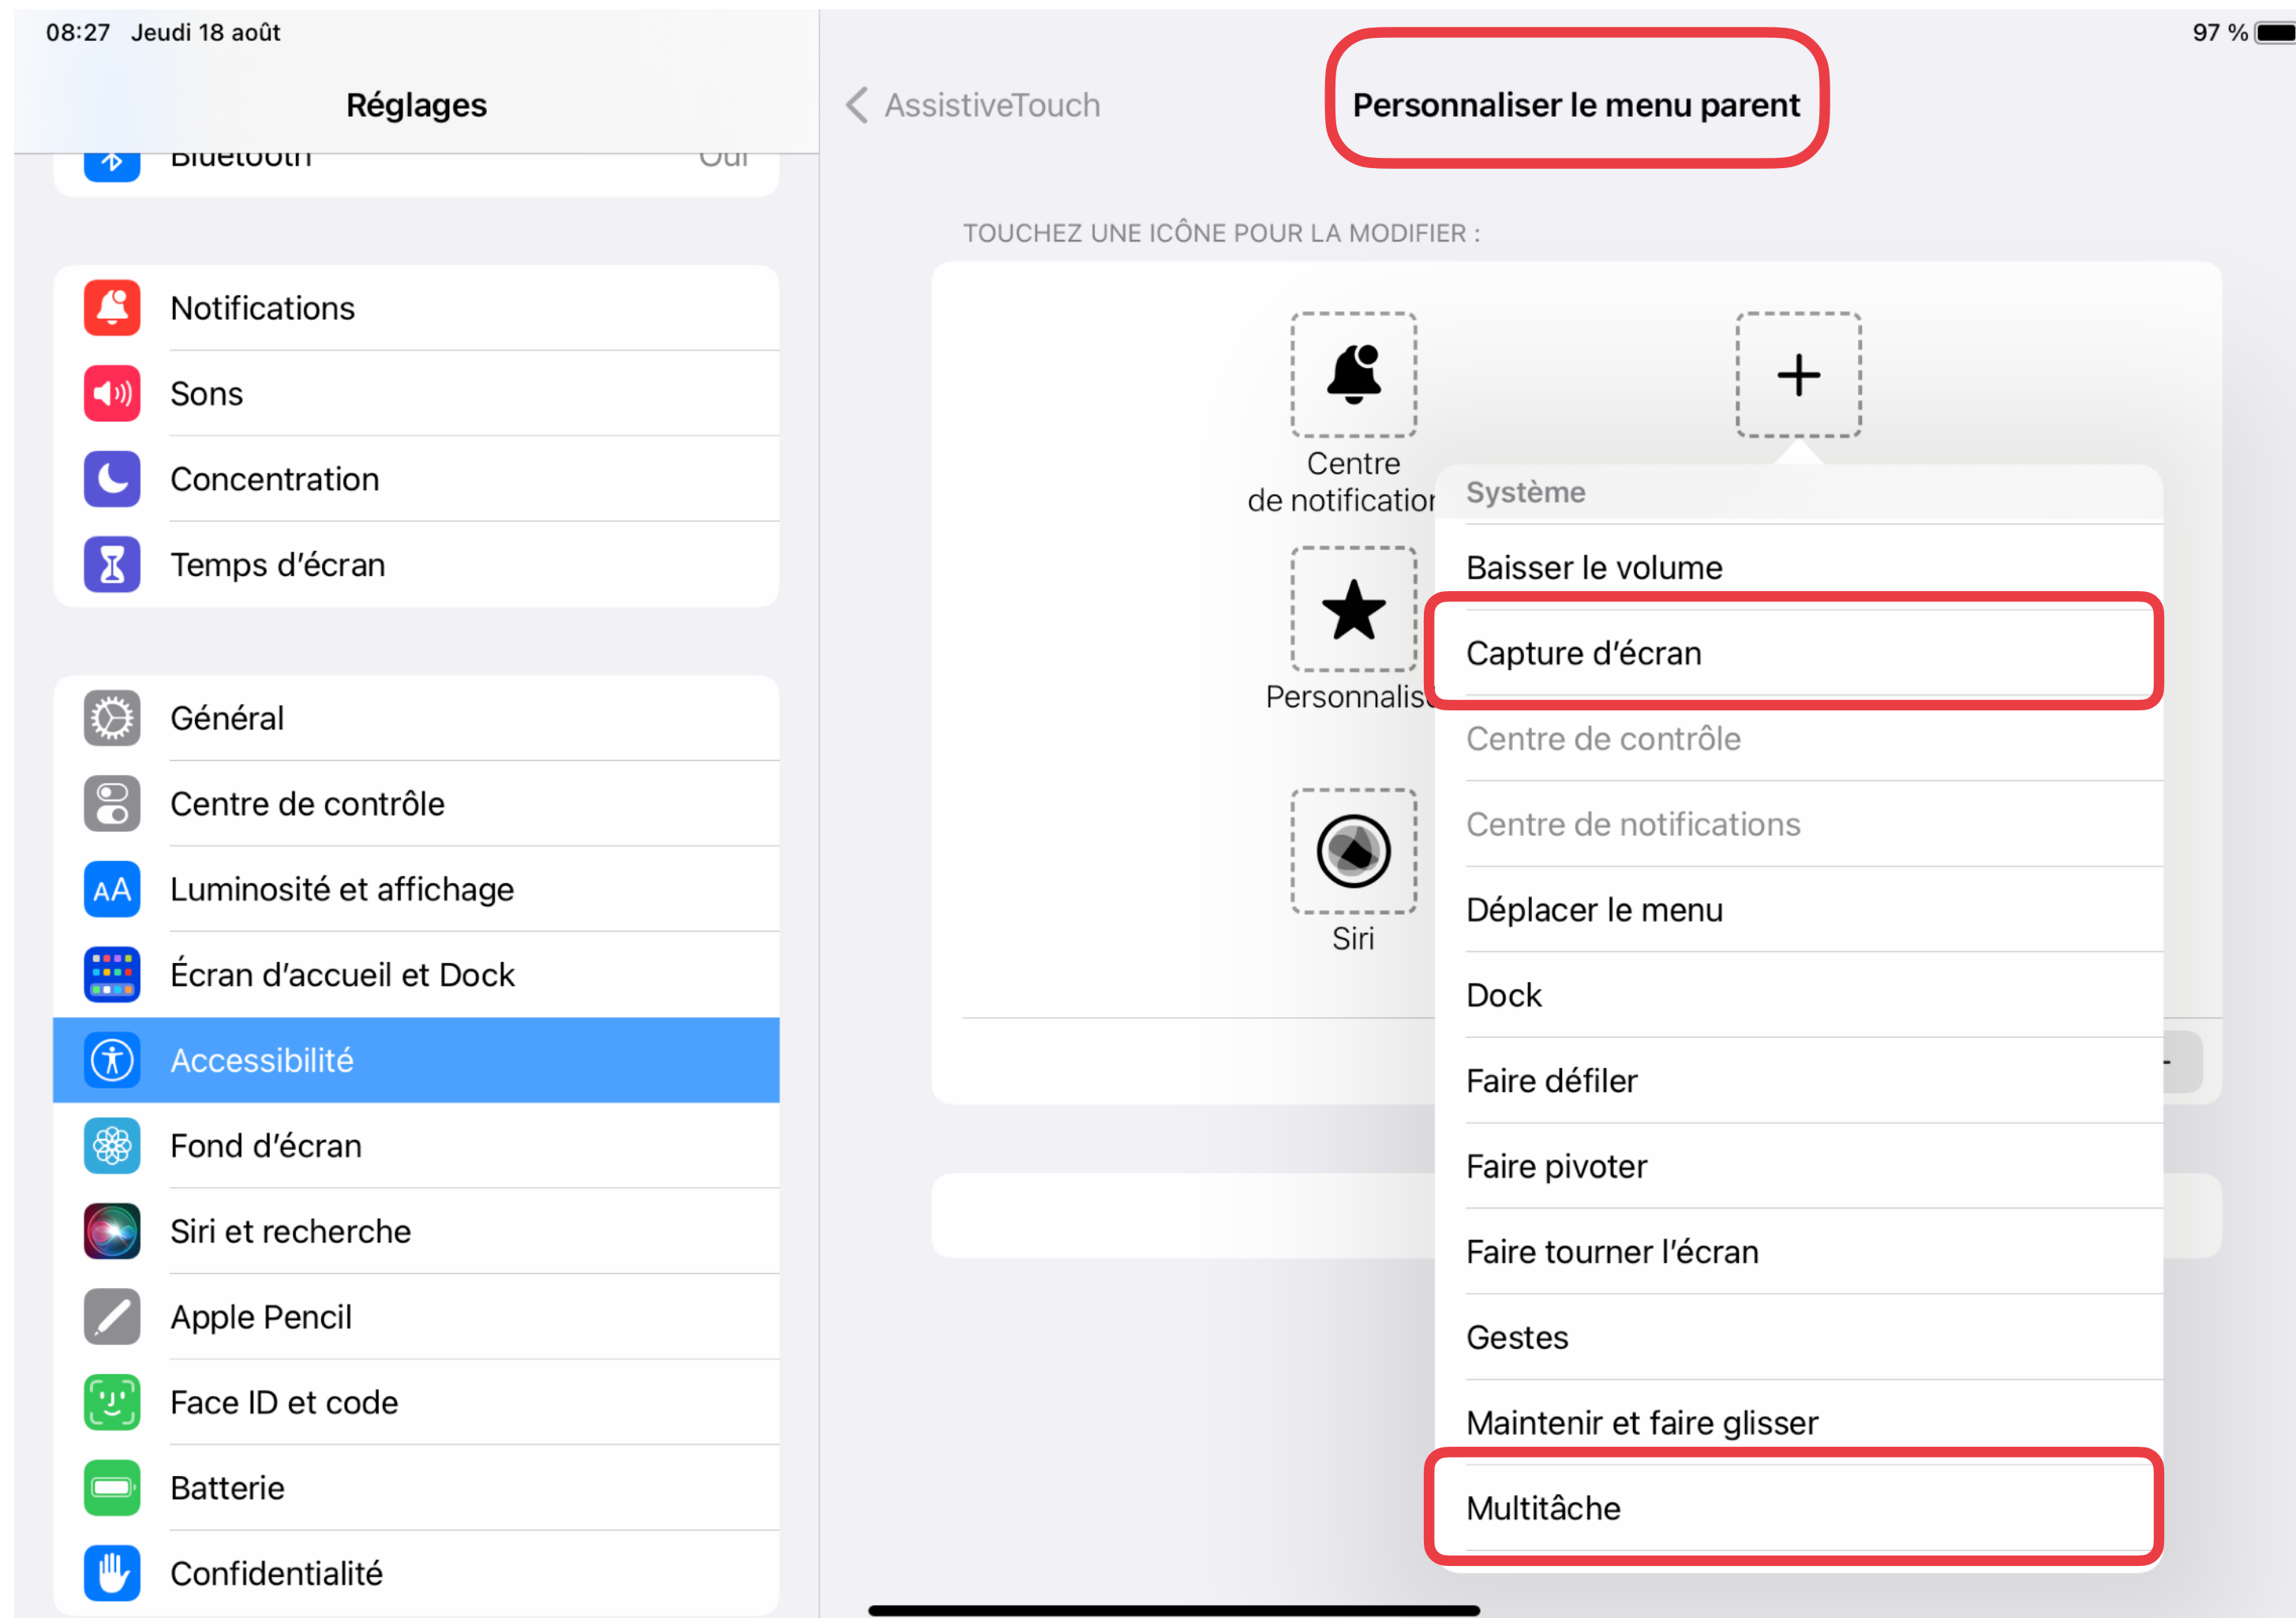 08:27 Jeudi 18 août
97 %
Réglages
AssistiveTouch
Personnaliser le menu parent
Bluetooth
Oui
Notifications
Sons
Concentration
Temps d’écran
Général
Centre de contrôle
Luminosité et affichage
Écran d’accueil et Dock
Accessibilité
Fond d’écran
Siri et recherche
Apple Pencil
Face ID et code
Batterie
Confidentialité
TOUCHEZ UNE ICÔNE POUR LA MODIFIER :
Centre
de notification
Personnalisé
Siri
Système
Baisser le volume
Capture d’écran
Centre de contrôle
Centre de notifications
Déplacer le menu
Dock
Faire défiler
Faire pivoter
Faire tourner l’écran
Gestes
Maintenir et faire glisser
Multitâche